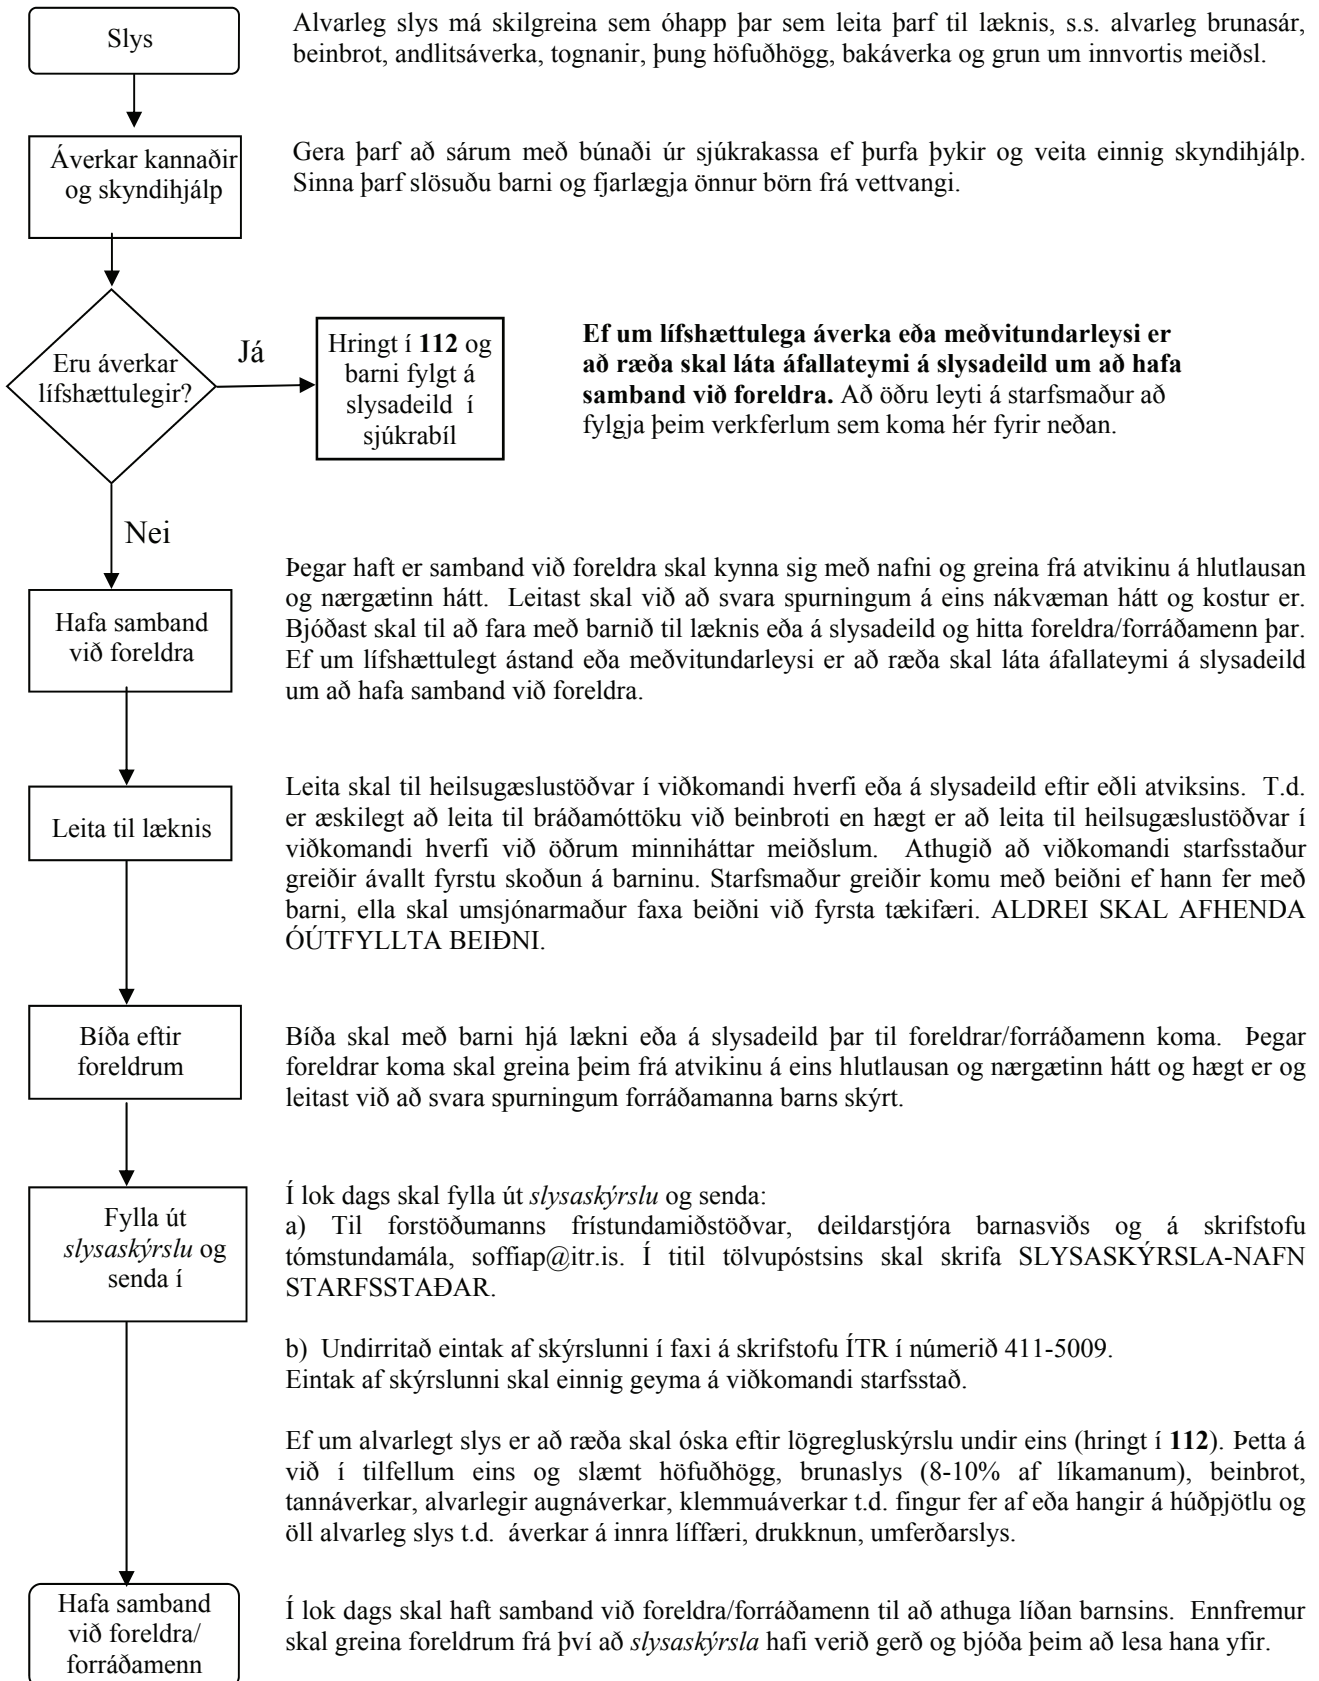 Slys
Alvarleg slys má skilgreina sem óhapp þar sem leita þarf til læknis, s.s. alvarleg brunasár,
beinbrot, andlitsáverka, tognanir, þung höfuðhögg, bakáverka og grun um innvortis meiðsl.
Áverkar kannaðir
og skyndihjálp
Gera þarf að sárum með búnaði úr sjúkrakassa ef þurfa þykir og veita einnig skyndihjálp.
Sinna þarf slösuðu barni og fjarlægja önnur börn frá vettvangi.
Eru áverkar
lífshættulegir?
Já
Hringt í 112 og
barni fylgt á
slysadeild í
sjúkrabíl
Ef um lífshættulega áverka eða meðvitundarleysi er
að ræða skal láta áfallateymi á slysadeild um að hafa
samband við foreldra. Að öðru leyti á starfsmaður að
fylgja þeim verkferlum sem koma hér fyrir neðan.
Nei
Hafa samband
við foreldra
Þegar haft er samband við foreldra skal kynna sig með nafni og greina frá atvikinu á hlutlausan
og nærgætinn hátt. Leitast skal við að svara spurningum á eins nákvæman hátt og kostur er.
Bjóðast skal til að fara með barnið til læknis eða á slysadeild og hitta foreldra/forráðamenn þar.
Ef um lífshættulegt ástand eða meðvitundarleysi er að ræða skal láta áfallateymi á slysadeild
um að hafa samband við foreldra.
Leita til læknis
Leita skal til heilsugæslustöðvar í viðkomandi hverfi eða á slysadeild eftir eðli atviksins. T.d.
er æskilegt að leita til bráðamóttöku við beinbroti en hægt er að leita til heilsugæslustöðvar í
viðkomandi hverfi við öðrum minniháttar meiðslum. Athugið að viðkomandi starfsstaður
greiðir ávallt fyrstu skoðun á barninu. Starfsmaður greiðir komu með beiðni ef hann fer með
barni, ella skal umsjónarmaður faxa beiðni við fyrsta tækifæri. ALDREI SKAL AFHENDA
ÓÚTFYLLTA BEIÐNI.
Bíða eftir
foreldrum
Bíða skal með barni hjá lækni eða á slysadeild þar til foreldrar/forráðamenn koma. Þegar
foreldrar koma skal greina þeim frá atvikinu á eins hlutlausan og nærgætinn hátt og hægt er og
leitast við að svara spurningum forráðamanna barns skýrt.
Fylla út
slysaskýrslu og
senda í
Í lok dags skal fylla út slysaskýrslu og senda:
a) Til forstöðumanns frístundamiðstöðvar, deildarstjóra barnasviðs og á skrifstofu
tómstundamála, soffiap@itr.is. Í titil tölvupóstsins skal skrifa SLYSASKÝRSLA-NAFN
STARFSSTAÐAR.
b) Undirritað eintak af skýrslunni í faxi á skrifstofu ÍTR í númerið 411-5009.
Eintak af skýrslunni skal einnig geyma á viðkomandi starfsstað.
Ef um alvarlegt slys er að ræða skal óska eftir lögregluskýrslu undir eins (hringt í 112). Þetta á
við í tilfellum eins og slæmt höfuðhögg, brunaslys (8-10% af líkamanum), beinbrot,
tannáverkar, alvarlegir augnáverkar, klemmuáverkar t.d. fingur fer af eða hangir á húðpjötlu og
öll alvarleg slys t.d. áverkar á innra líffæri, drukknun, umferðarslys.
Hafa samband
við foreldra/
forráðamenn
Í lok dags skal haft samband við foreldra/forráðamenn til að athuga líðan barnsins. Ennfremur
skal greina foreldrum frá því að slysaskýrsla hafi verið gerð og bjóða þeim að lesa hana yfir.